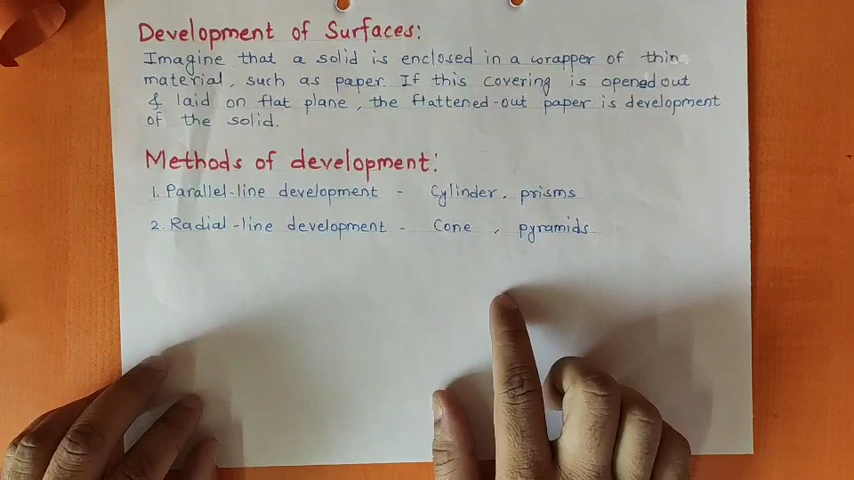 Development of Surfaces:
Imagine that a solid is enclosed in a wrapper of thin
material, such as paper. If this covering is opened out
& laid on flat plane, the flattened-out paper is development
of the solid.
Methods of development:
1. Parallel-line development - Cylinder, prisms
2. Radial-line development - Cone, pyramids.